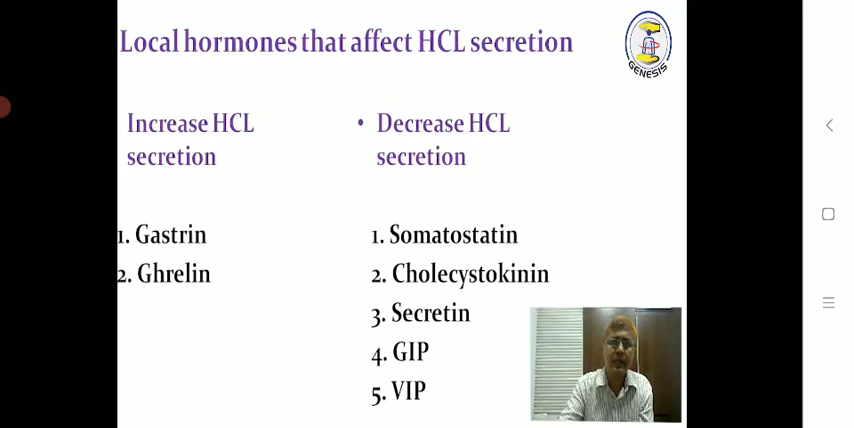 Local hormones that affect HCL secretion
GENESIS
Increase HCL
secretion
1. Gastrin
2. Ghrelin
• Decrease HCL
secretion
1. Somatostatin
2. Cholecystokinin
3. Secretin
4. GIP
5. VIP